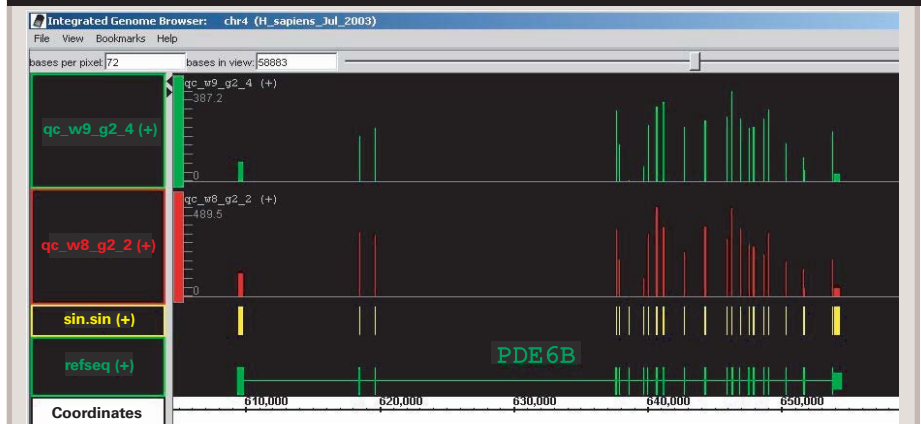 Integrated Genome Browser: chr4 (H_sapiens_Jul_2003)
File View Bookmarks Help
bases per pixel: 72 bases in view: 58883
qc_w9_g2_4 (+)
387.2
qc_w9_g2_4 (+)
0
qc_w8_g2_2 (+)
489.5
qc_w8_g2_2 (+)
0
sin.sin (+)
PDE6B
refseq (+)
610,000 620,000 630,000 640,000 650,000
Coordinates